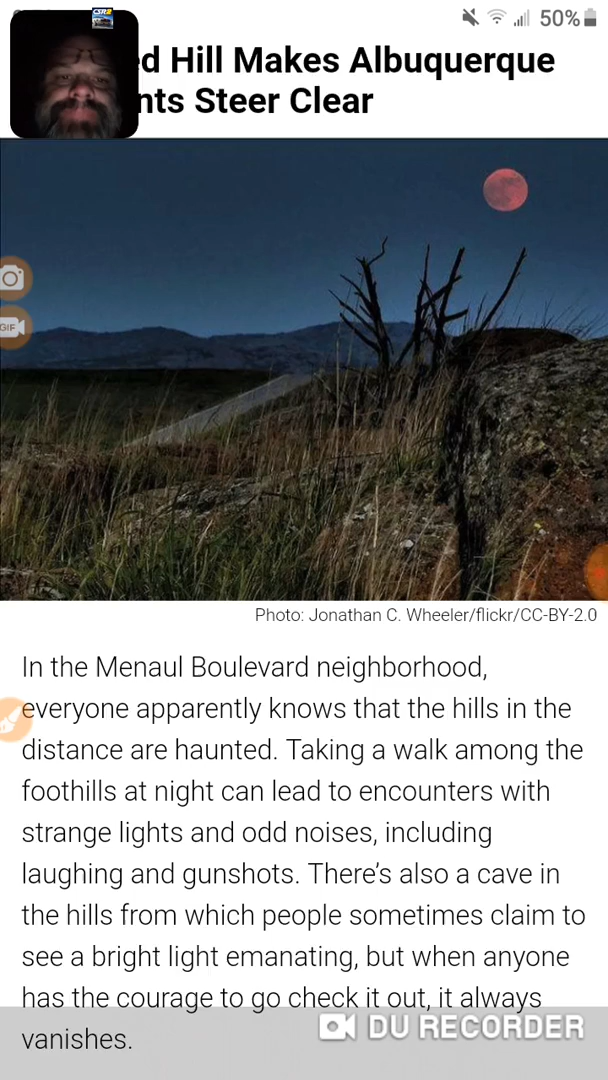 50%
CSR2
ed Hill Makes Albuquerque
nts Steer Clear
GIF
Photo: Jonathan C. Wheeler/flickr/CC-BY-2.0
In the Menaul Boulevard neighborhood,
everyone apparently knows that the hills in the
distance are haunted. Taking a walk among the
foothills at night can lead to encounters with
strange lights and odd noises, including
laughing and gunshots. There’s also a cave in
the hills from which people sometimes claim to
see a bright light emanating, but when anyone
has the courage to go check it out, it always
vanishes.
DU RECORDER